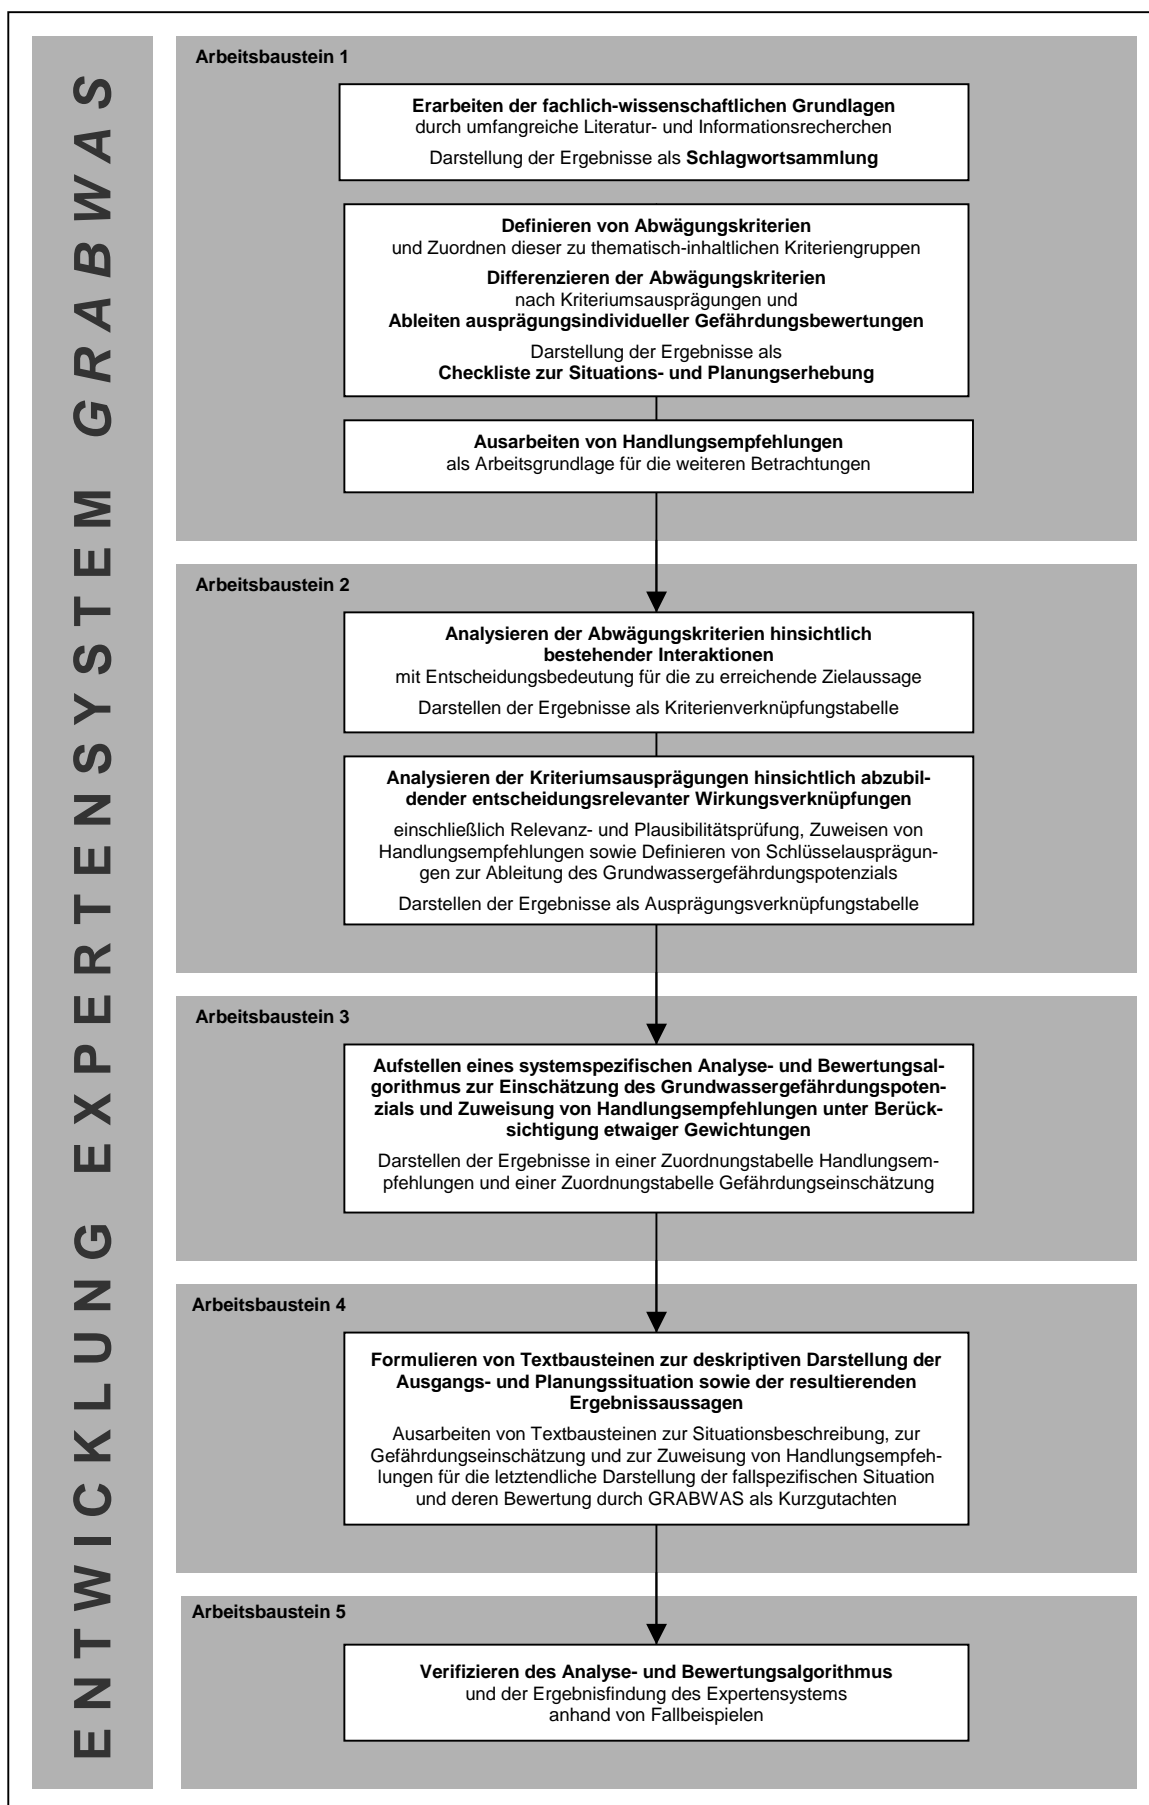 ENTWICKLUNG EXPERTENSYSTEM GRABWAS
Arbeitsbaustein 1
Erarbeiten der fachlich-wissenschaftlichen Grundlagen
durch umfangreiche Literatur- und Informationsrecherchen
Darstellung der Ergebnisse als Schlagwortsammlung
Definieren von Abwägungskriterien
und Zuordnen dieser zu thematisch-inhaltlichen Kriteriengruppen
Differenzieren der Abwägungskriterien
nach Kriteriumsausprägungen und
Ableiten ausprägungsindividueller Gefährdungsbewertungen
Darstellung der Ergebnisse als
Checkliste zur Situations- und Planungserhebung
Ausarbeiten von Handlungsempfehlungen
als Arbeitsgrundlage für die weiteren Betrachtungen
Arbeitsbaustein 2
Analysieren der Abwägungskriterien hinsichtlich
bestehender Interaktionen
mit Entscheidungsbedeutung für die zu erreichende Zielaussage
Darstellen der Ergebnisse als Kriterienverknüpfungstabelle
Analysieren der Kriteriumsausprägungen hinsichtlich abzubil-
dender entscheidungsrelevanter Wirkungsverknüpfungen
einschließlich Relevanz- und Plausibilitätsprüfung, Zuweisen von
Handlungsempfehlungen sowie Definieren von Schlüsselausprägun-
gen zur Ableitung des Grundwassergefährdungspotenzials
Darstellen der Ergebnisse als Ausprägungsverknüpfungstabelle
Arbeitsbaustein 3
Aufstellen eines systemspezifischen Analyse- und Bewertungsal-
gorithmus zur Einschätzung des Grundwassergefährdungspoten-
zials und Zuweisung von Handlungsempfehlungen unter Berück-
sichtigung etwaiger Gewichtungen
Darstellen der Ergebnisse in einer Zuordnungstabelle Handlungsem-
pfehlungen und einer Zuordnungstabelle Gefährdungseinschätzung
Arbeitsbaustein 4
Formulieren von Textbausteinen zur deskriptiven Darstellung der
Ausgangs- und Planungssituation sowie der resultierenden
Ergebnissaussagen
Ausarbeiten von Textbausteinen zur Situationsbeschreibung, zur
Gefährdungseinschätzung und zur Zuweisung von Handlungsempfeh-
lungen für die letztendliche Darstellung der fallspezifischen Situation
und deren Bewertung durch GRABWAS als Kurzgutachten
Arbeitsbaustein 5
Verifizieren des Analyse- und Bewertungsalgorithmus
und der Ergebnisfindung des Expertensystems
anhand von Fallbeispielen